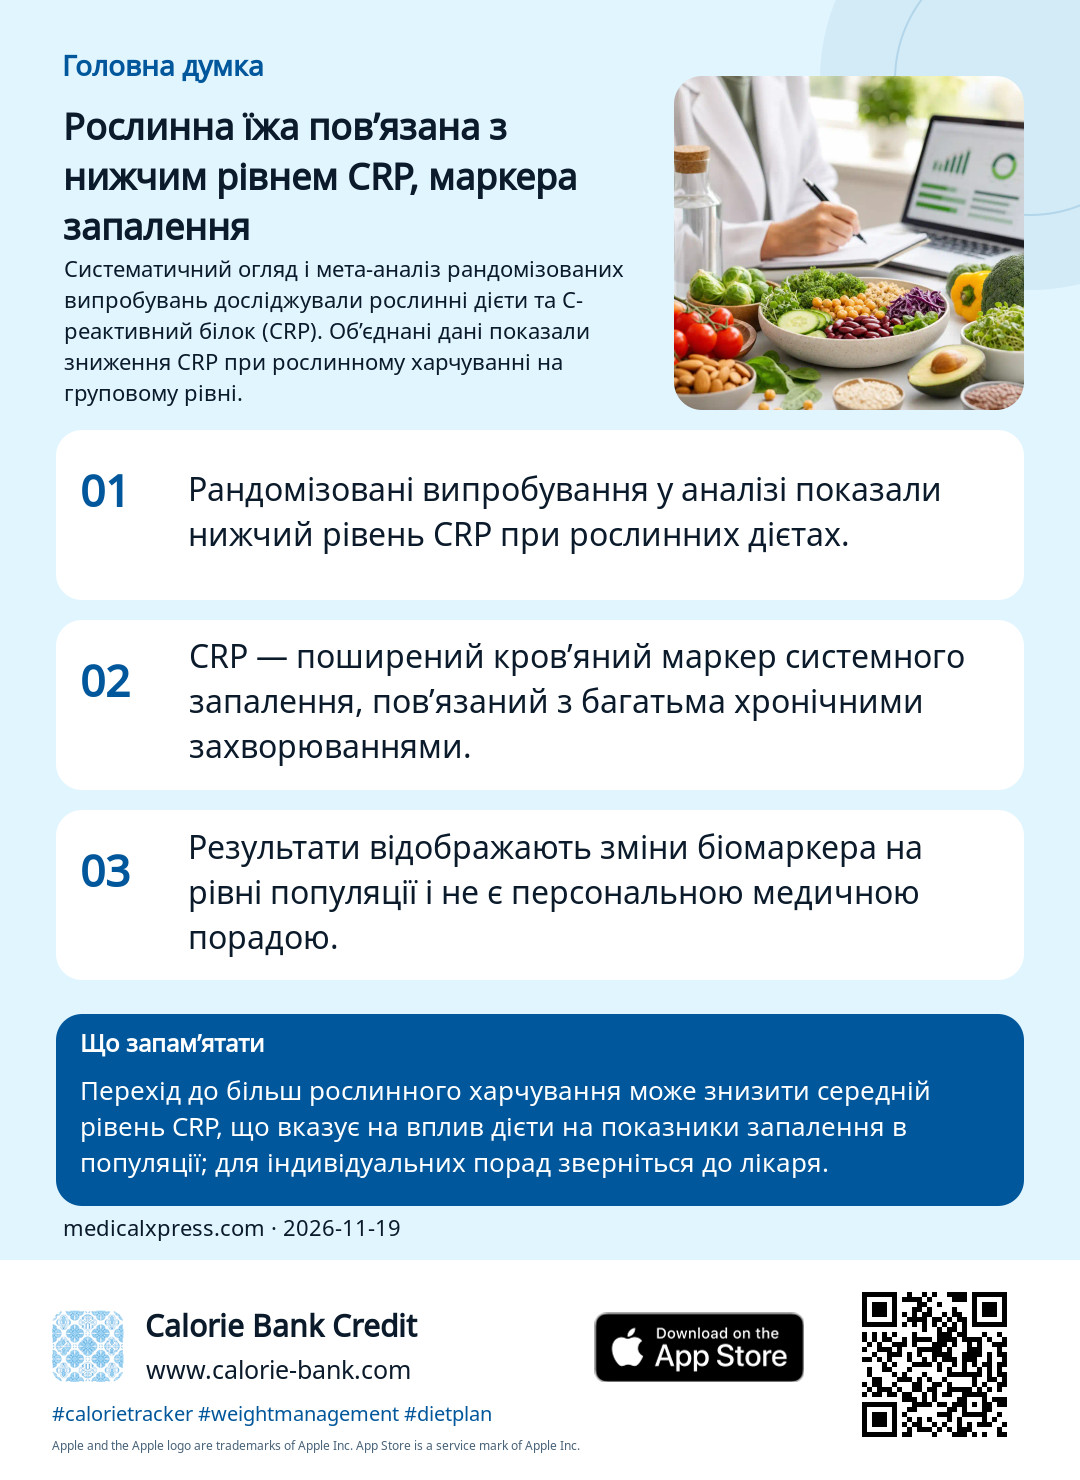 Головна думка
Рослинна їжа пов’язана з
нижчим рівнем CRP, маркера
запалення
Систематичний огляд і мета-аналіз рандомізованих
випробувань досліджували рослинні дієти та C-
реактивний білок (CRP). Об’єднані дані показали
зниження CRP при рослинному харчуванні на
груповому рівні.
01
Рандомізовані випробування у аналізі показали
нижчий рівень CRP при рослинних дієтах.
02
CRP — поширений кров’яний маркер системного
запалення, пов’язаний з багатьма хронічними
захворюваннями.
03
Результати відображають зміни біомаркера на
рівні популяції і не є персональною медичною
порадою.
Що запам’ятати
Перехід до більш рослинного харчування може знизити середній
рівень CRP, що вказує на вплив дієти на показники запалення в
популяції; для індивідуальних порад зверніться до лікаря.
medicalxpress.com · 2026-11-19
Calorie Bank Credit
www.calorie-bank.com
Download on the
App Store
#calorietracker #weightmanagement #dietplan
Apple and the Apple logo are trademarks of Apple Inc. App Store is a service mark of Apple Inc.